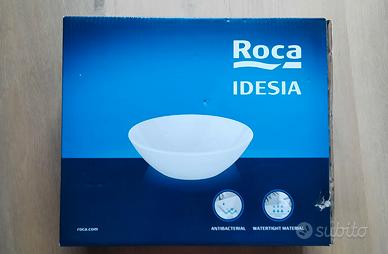 Roca
IDESIA
roca.com
ANTIBACTERIAL
WATERTIGHT MATERIAL
subito